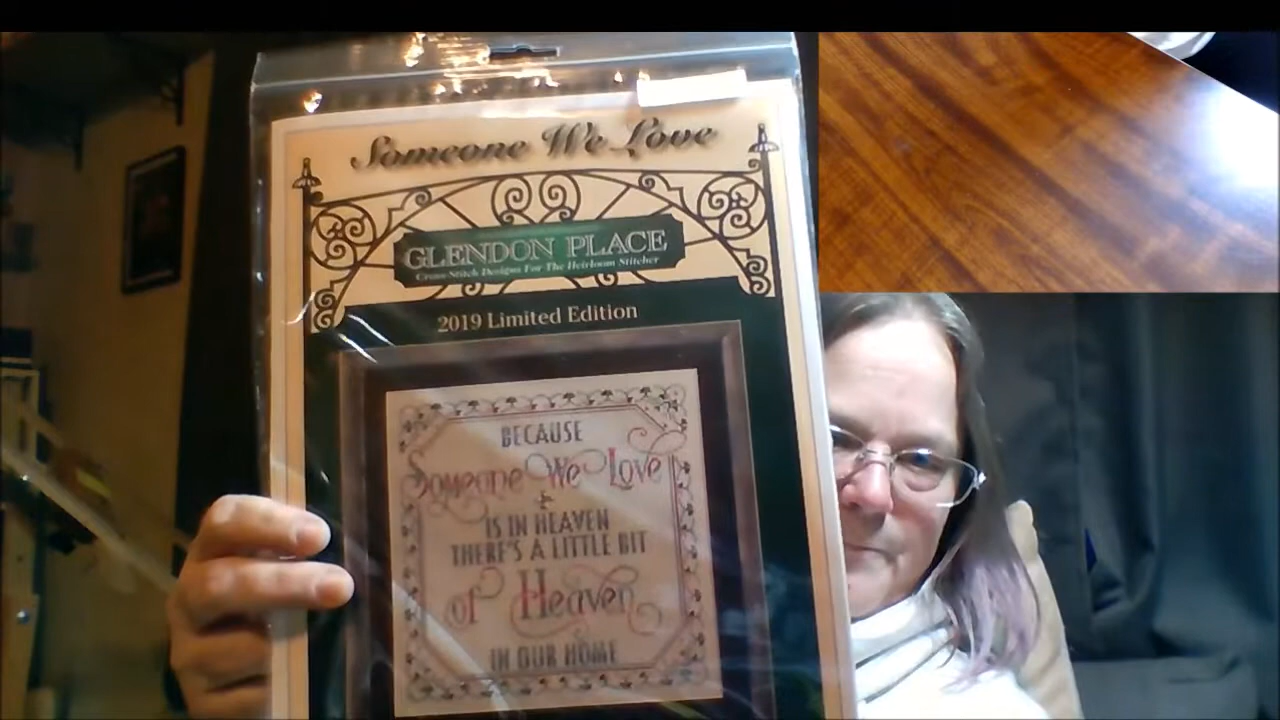 Someone We Love
GLENDON PLACE
Cross Stitch Designs For The Heirloom Stitcher
2019 Limited Edition
BECAUSE
Someone We Love
IS IN HEAVEN
THERE'S A LITTLE BIT
of Heaven
IN OUR HOME